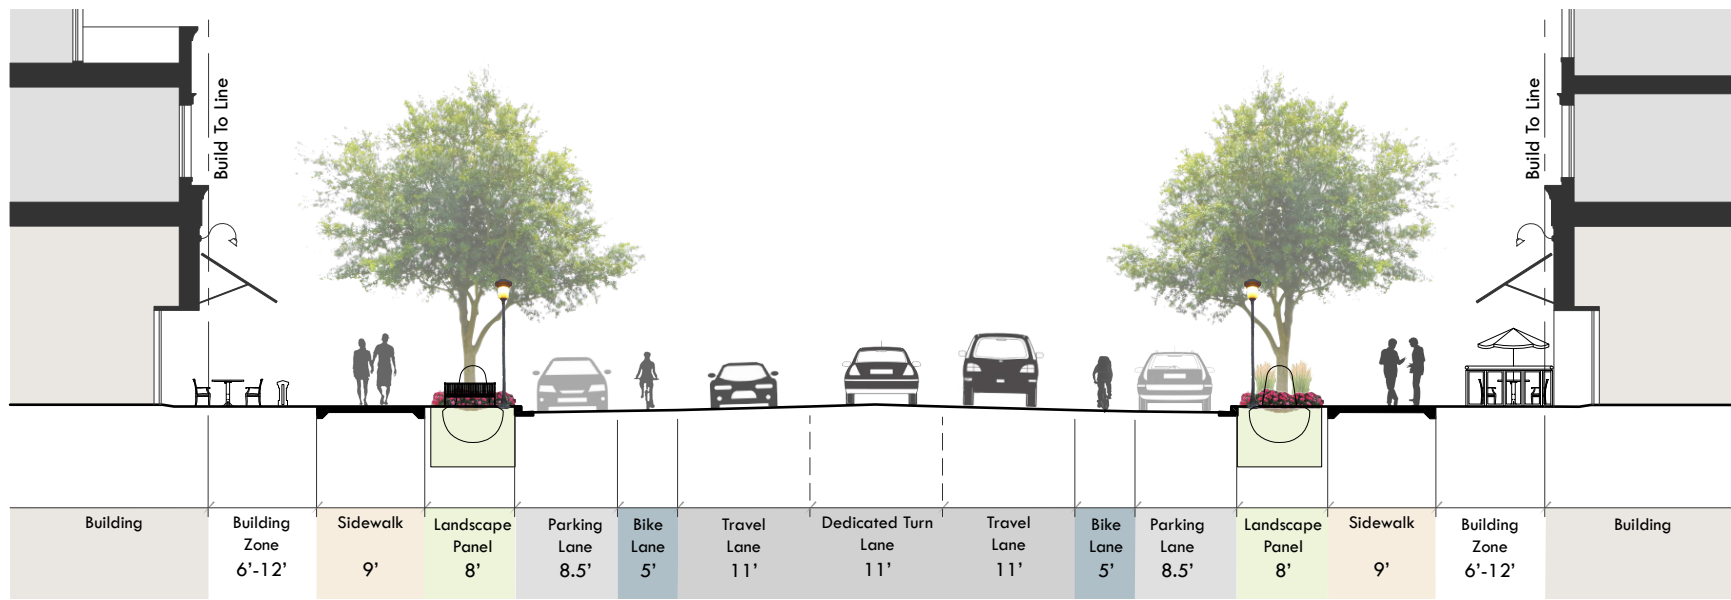 Build To Line
Build To Line
Building
Building
Zone
6'-12'
Sidewalk
9'
Landscape
Panel
8'
Parking
Lane
8.5'
Bike
Lane
5'
Travel
Lane
11'
Dedicated Turn
Lane
11'
Travel
Lane
11'
Bike
Lane
5'
Parking
Lane
8.5'
Landscape
Panel
8'
Sidewalk
9'
Building
Zone
6'-12'
Building